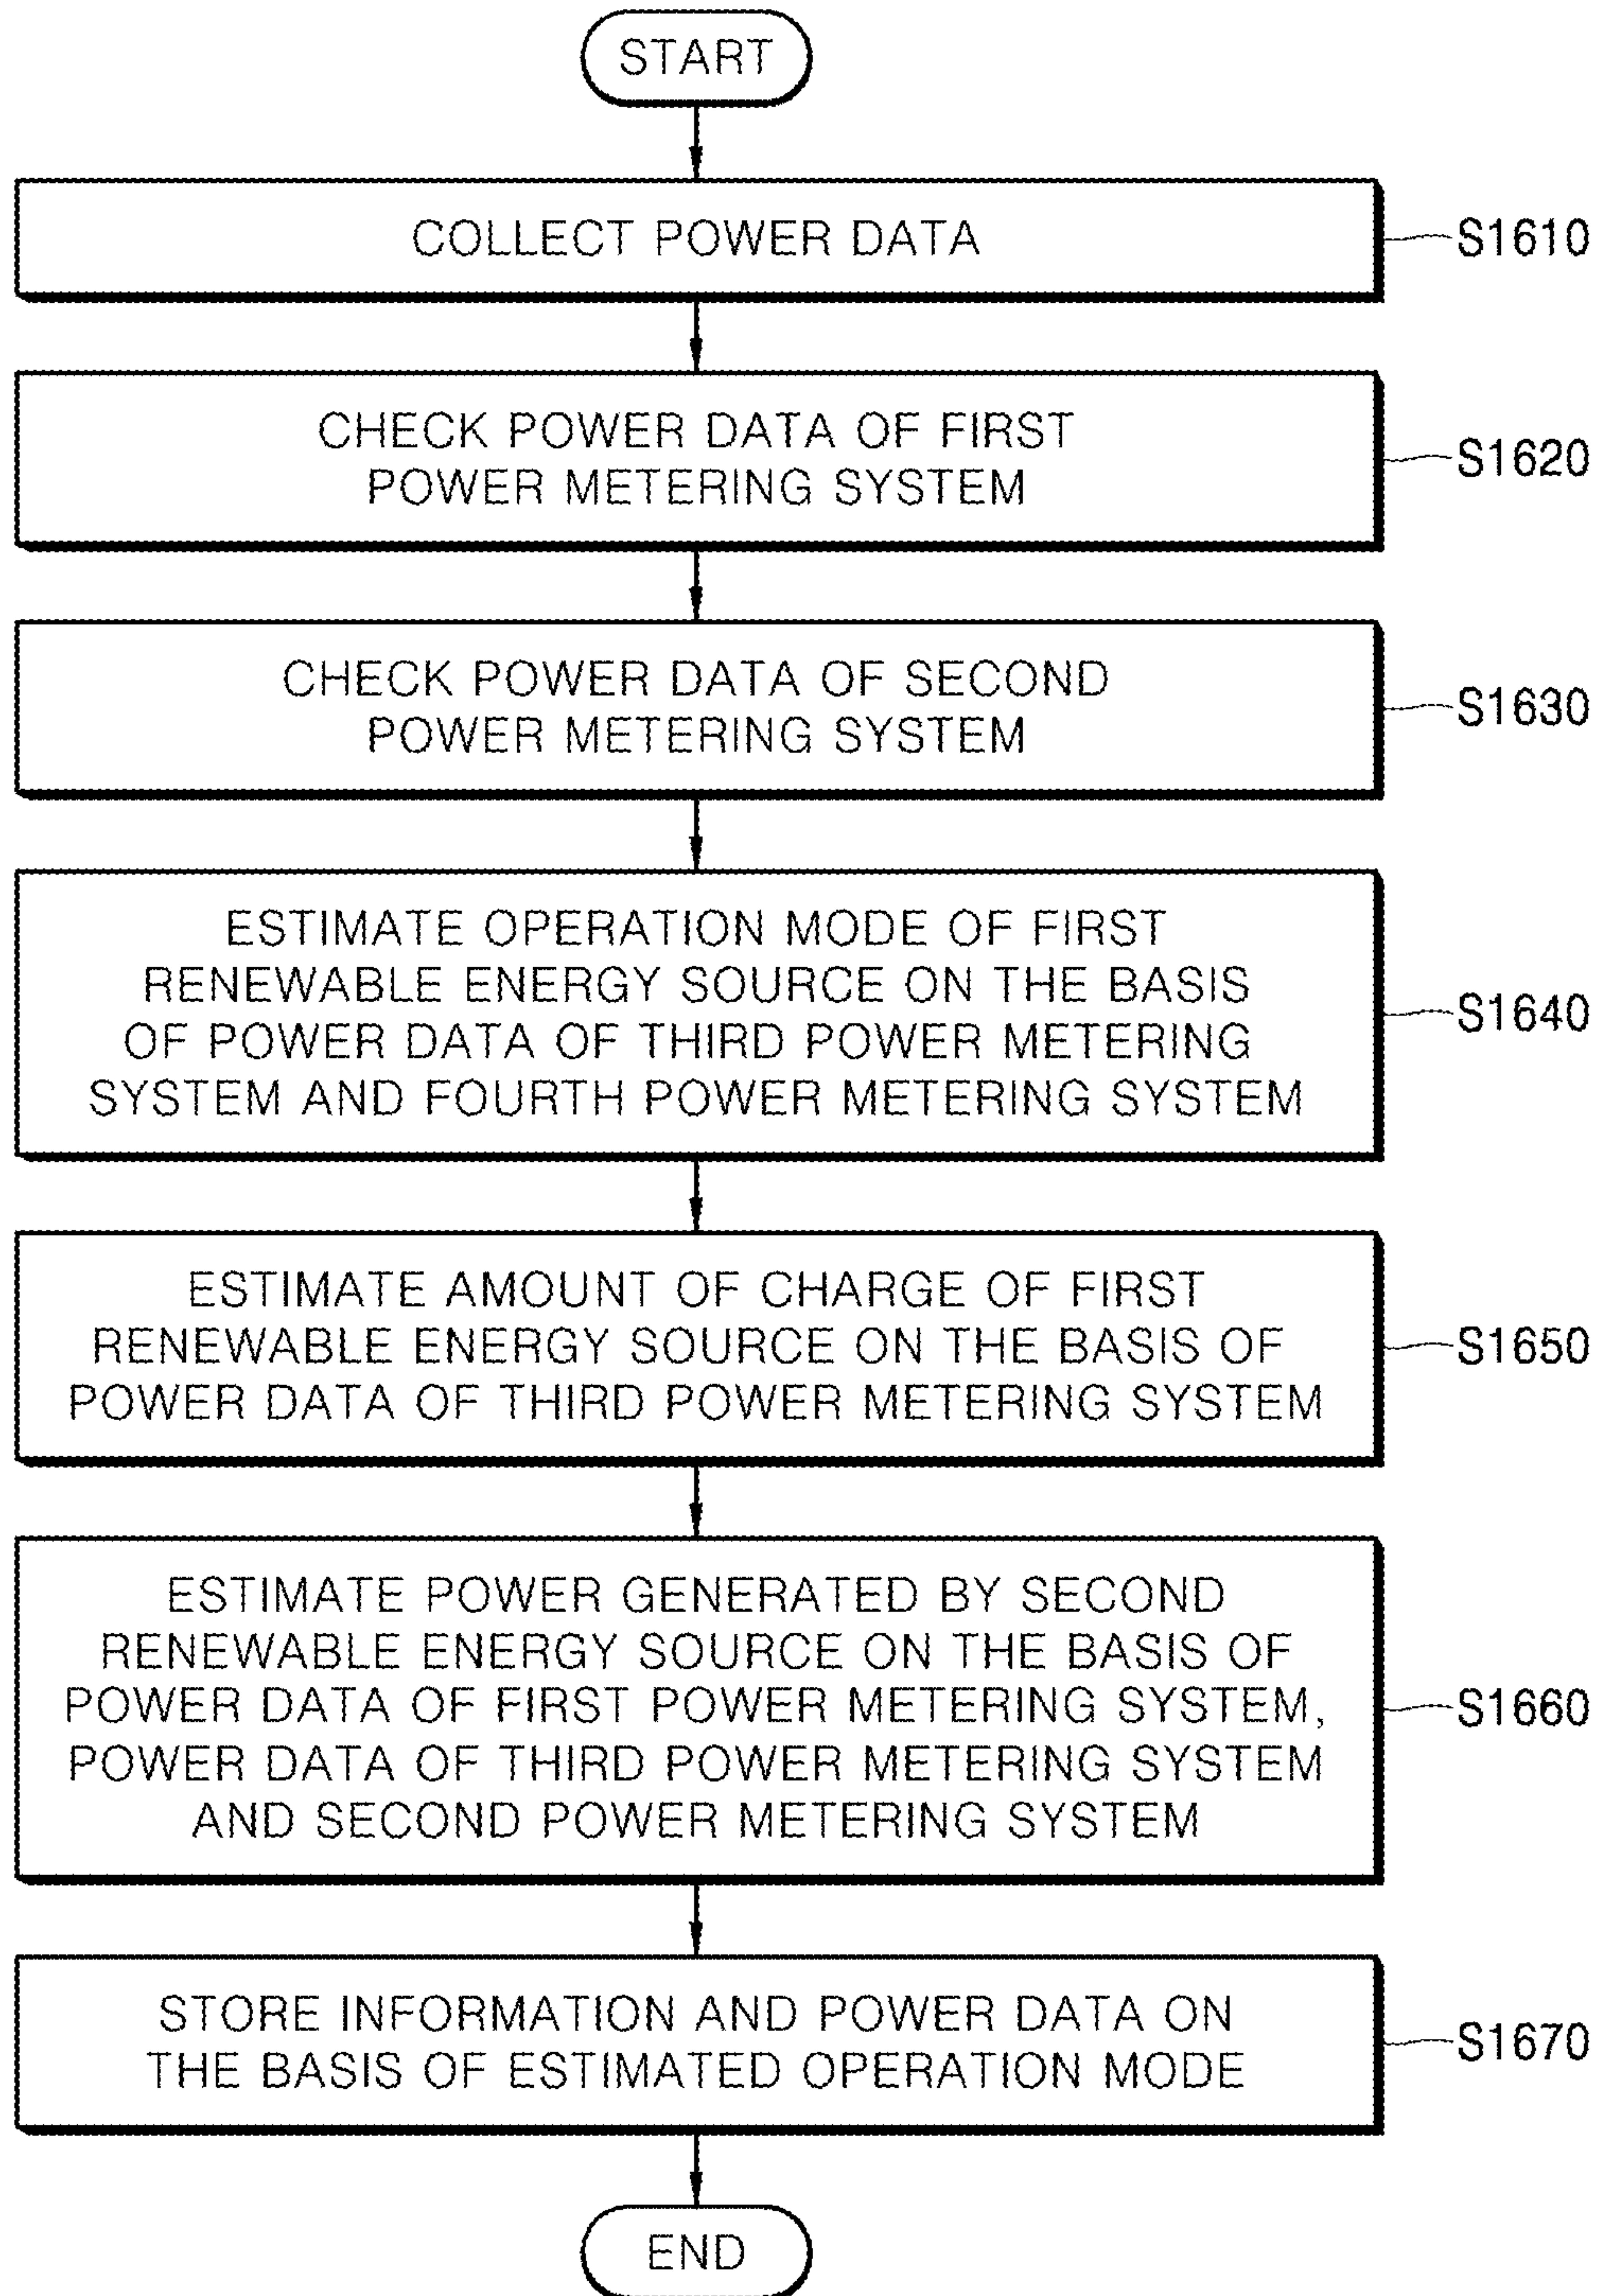 START
COLLECT POWER DATA
S1610
CHECK POWER DATA OF FIRST
POWER METERING SYSTEM
S1620
CHECK POWER DATA OF SECOND
POWER METERING SYSTEM
S1630
ESTIMATE OPERATION MODE OF FIRST
RENEWABLE ENERGY SOURCE ON THE BASIS
OF POWER DATA OF THIRD POWER METERING
SYSTEM AND FOURTH POWER METERING SYSTEM
S1640
ESTIMATE AMOUNT OF CHARGE OF FIRST
RENEWABLE ENERGY SOURCE ON THE BASIS OF
POWER DATA OF THIRD POWER METERING SYSTEM
S1650
ESTIMATE POWER GENERATED BY SECOND
RENEWABLE ENERGY SOURCE ON THE BASIS OF
POWER DATA OF FIRST POWER METERING SYSTEM,
POWER DATA OF THIRD POWER METERING SYSTEM
AND SECOND POWER METERING SYSTEM
S1660
STORE INFORMATION AND POWER DATA ON
THE BASIS OF ESTIMATED OPERATION MODE
S1670
END